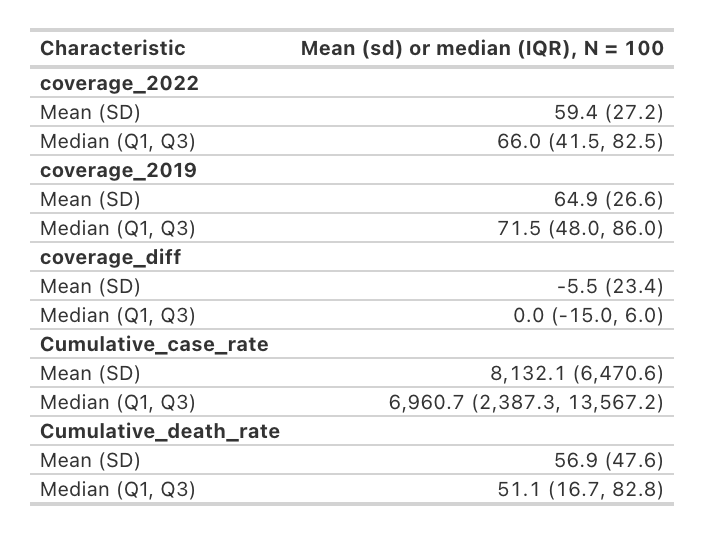 Characteristic Mean (sd) or median (IQR), N = 100
coverage_2022
Mean (SD) 59.4 (27.2)
Median (Q1, Q3) 66.0 (41.5, 82.5)
coverage_2019
Mean (SD) 64.9 (26.6)
Median (Q1, Q3) 71.5 (48.0, 86.0)
coverage_diff
Mean (SD) -5.5 (23.4)
Median (Q1, Q3) 0.0 (-15.0, 6.0)
Cumulative_case_rate
Mean (SD) 8,132.1 (6,470.6)
Median (Q1, Q3) 6,960.7 (2,387.3, 13,567.2)
Cumulative_death_rate
Mean (SD) 56.9 (47.6)
Median (Q1, Q3) 51.1 (16.7, 82.8)